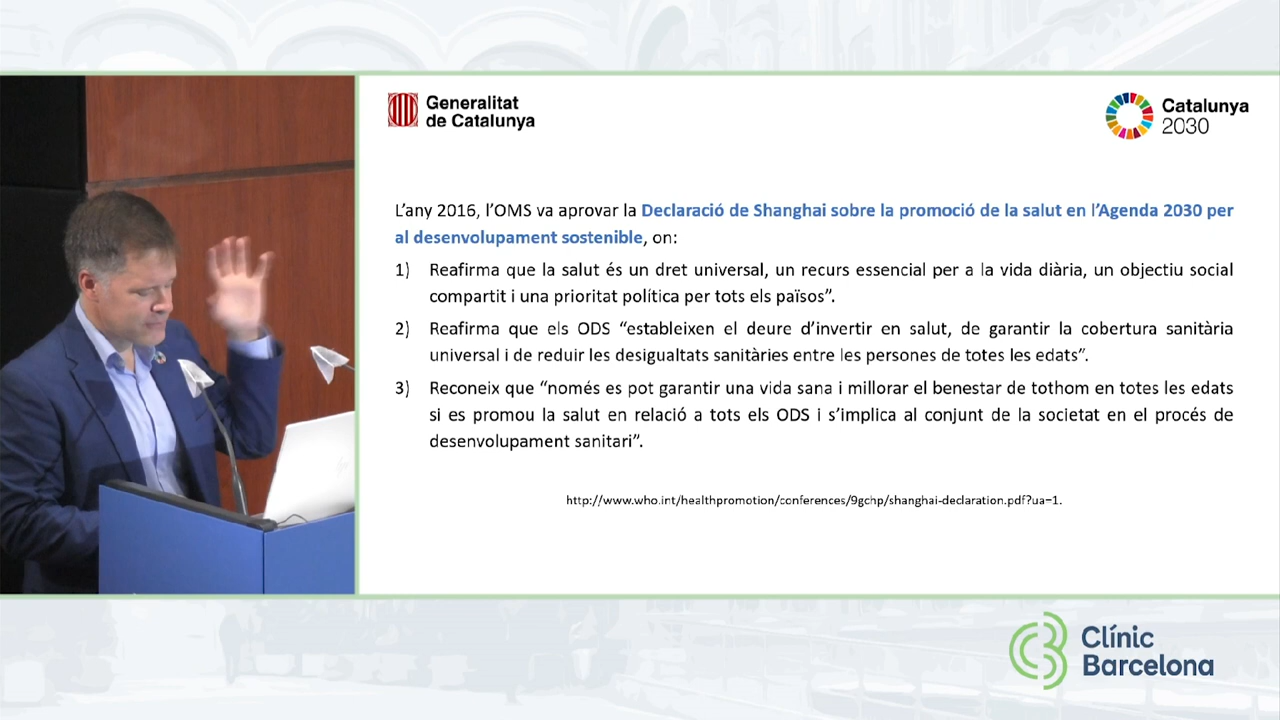 Generalitat
de Catalunya
Catalunya
2030
L’any 2016, l’OMS va aprovar la Declaració de Shanghai sobre la promoció de la salut en l’Agenda 2030 per
al desenvolupament sostenible, on:
1) Reafirma que la salut és un dret universal, un recurs essencial per a la vida diària, un objectiu social
compartit i una prioritat política per tots els països”.
2) Reafirma que els ODS “estableixen el deure d’invertir en salut, de garantir la cobertura sanitària
universal i de reduir les desigualtats sanitàries entre les persones de totes les edats”.
3) Reconeix que “només es pot garantir una vida sana i millorar el benestar de tothom en totes les edats
si es promou la salut en relació a tots els ODS i s’implica al conjunt de la societat en el procés de
desenvolupament sanitari”.
http://www.who.int/healthpromotion/conferences/9gchp/shanghai-declaration.pdf?ua=1.
Clínic
Barcelona